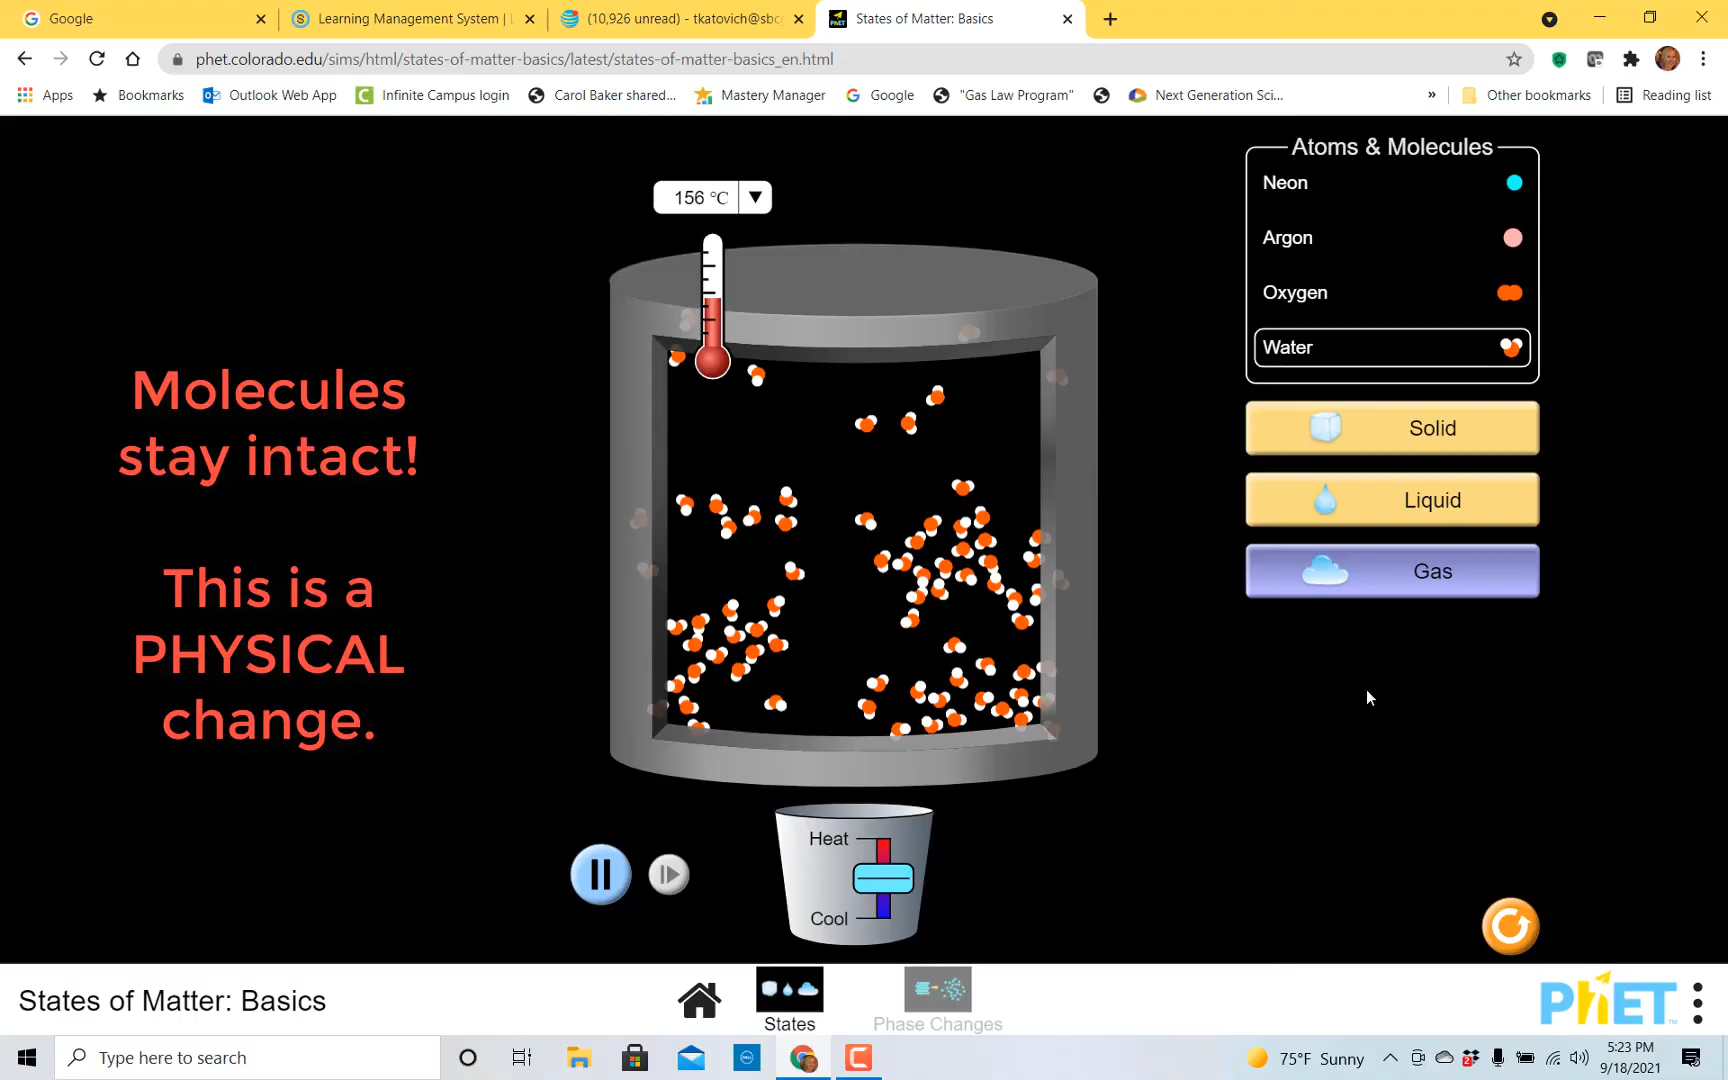 Google
Learning Management System |
(10,926 unread) - tkatovich@sbc
States of Matter: Basics
phet.colorado.edu/sims/html/states-of-matter-basics/latest/states-of-matter-basics_en.html
Apps
Bookmarks
Outlook Web App
Infinite Campus login
Carol Baker shared...
Mastery Manager
Google
"Gas Law Program"
Next Generation Sci...
»
Other bookmarks
Reading list
156 °C
Atoms & Molecules
Neon
Argon
Oxygen
Water
Solid
Liquid
Gas
Molecules
stay intact!
This is a
PHYSICAL
change.
Heat
Cool
States of Matter: Basics
States
Phase Changes
PhET
Type here to search
75°F Sunny
5:23 PM
9/18/2021